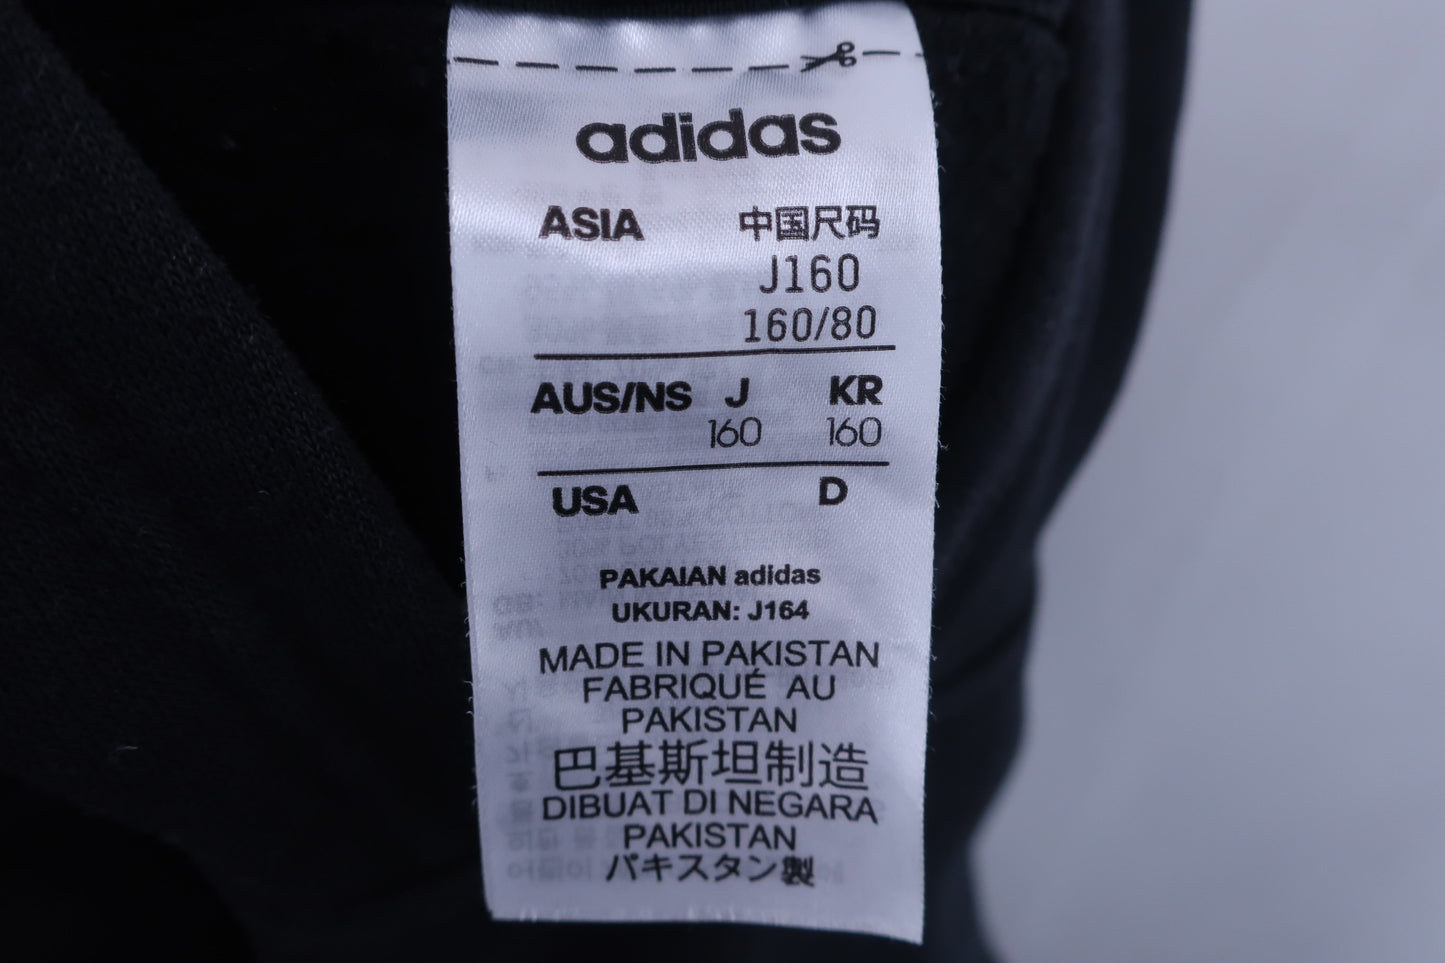 adidas
ASIA 中国尺码
J160
160/80
AUS/NS J KR
160 160
USA D
PAKAIAN adidas
UKURAN: J164
MADE IN PAKISTAN
FABRIQUÉ AU
PAKISTAN
巴基斯坦制造
DIBUAT DI NEGARA
PAKISTAN
パキスタン製